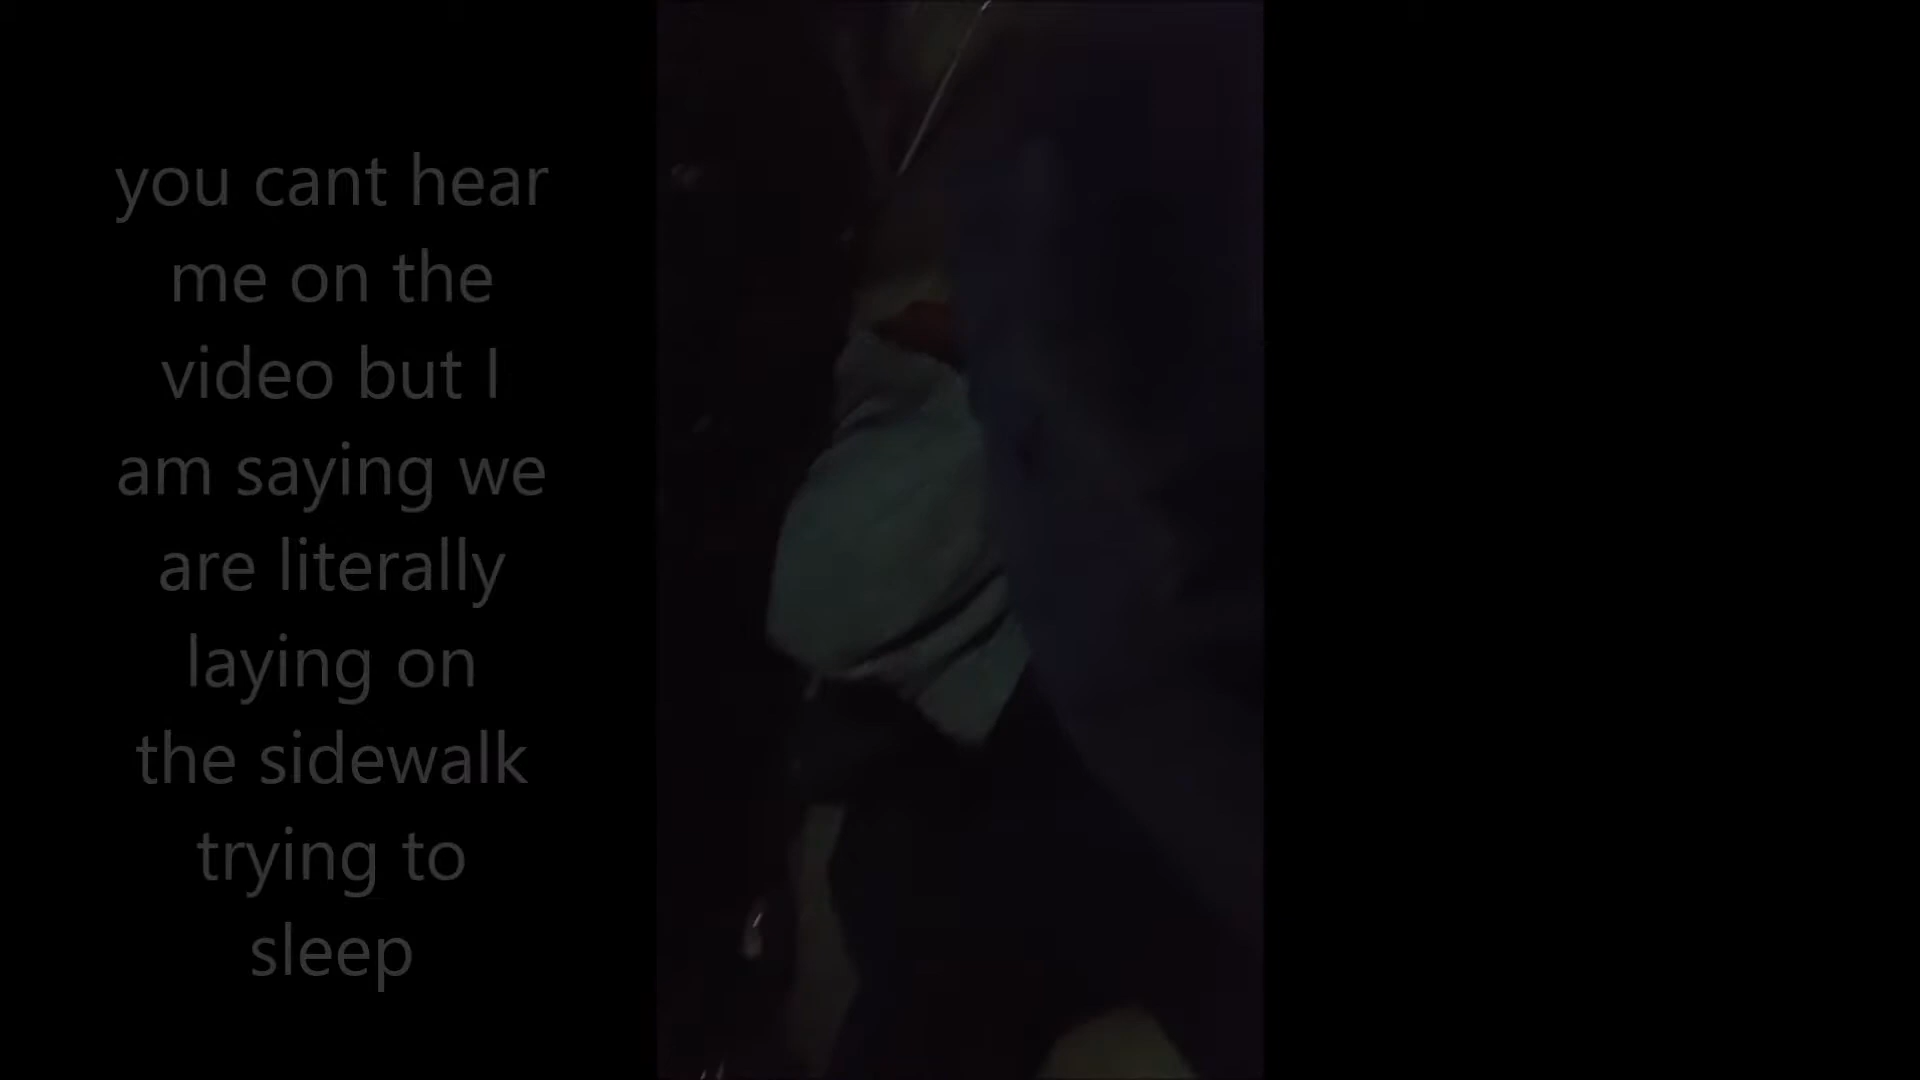 you cant hear
me on the
video but I
am saying we
are literally
laying on
the sidewalk
trying to
sleep